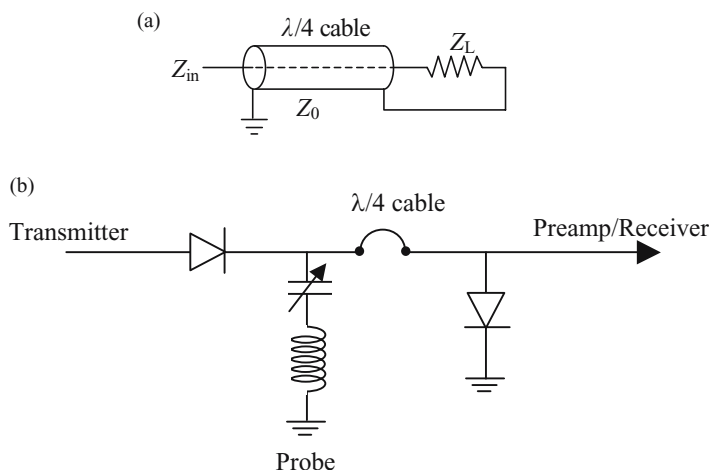 (a)
λ/4 cable
Z_L
Z_in
Z_0
(b)
λ/4 cable
Transmitter
Preamp/Receiver
Probe